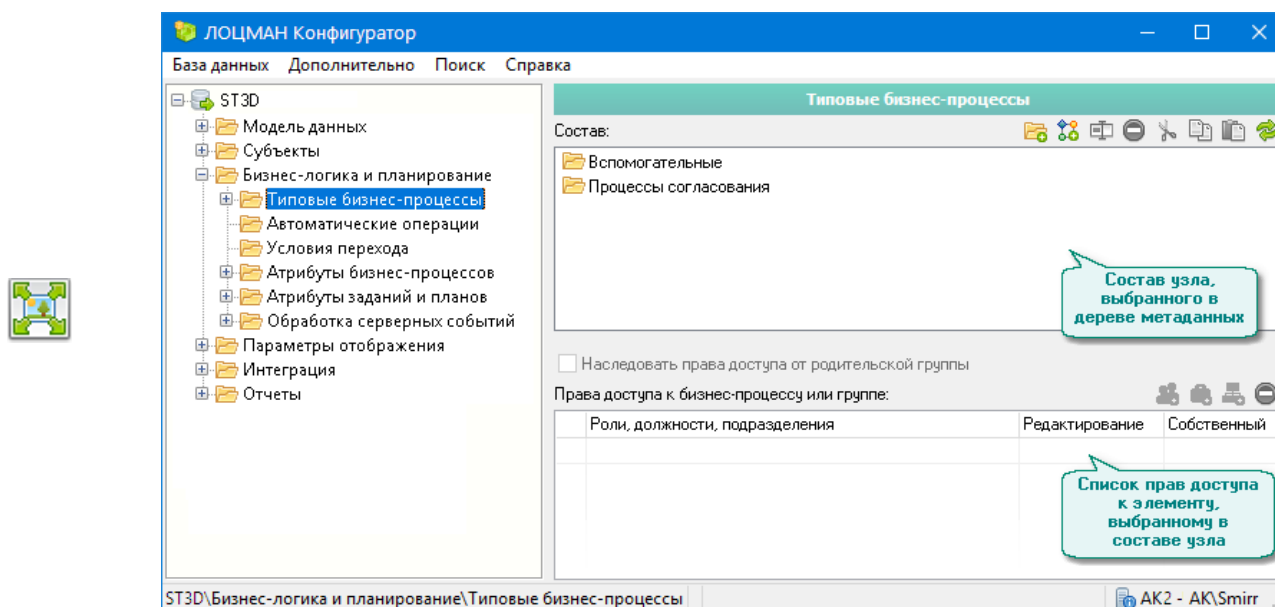 ЛОЦМАН Конфигуратор
База данных Дополнительно Поиск Справка
ST3D
Модель данных
Субъекты
Бизнес-логика и планирование
Типовые бизнес-процессы
Автоматические операции
Условия перехода
Атрибуты бизнес-процессов
Атрибуты заданий и планов
Обработка серверных событий
Параметры отображения
Интеграция
Отчеты
Типовые бизнес-процессы
Состав:
Вспомогательные
Процессы согласования
Состав узла,
выбранного в
дереве метаданных
Наследовать права доступа от родительской группы
Права доступа к бизнес-процессу или группе:
Роли, должности, подразделения Редактирование Собственный
Список прав доступа
к элементу,
выбранному в
составе узла
ST3D\Бизнес-логика и планирование\Типовые бизнес-процессы AK2 - AK\Smirr